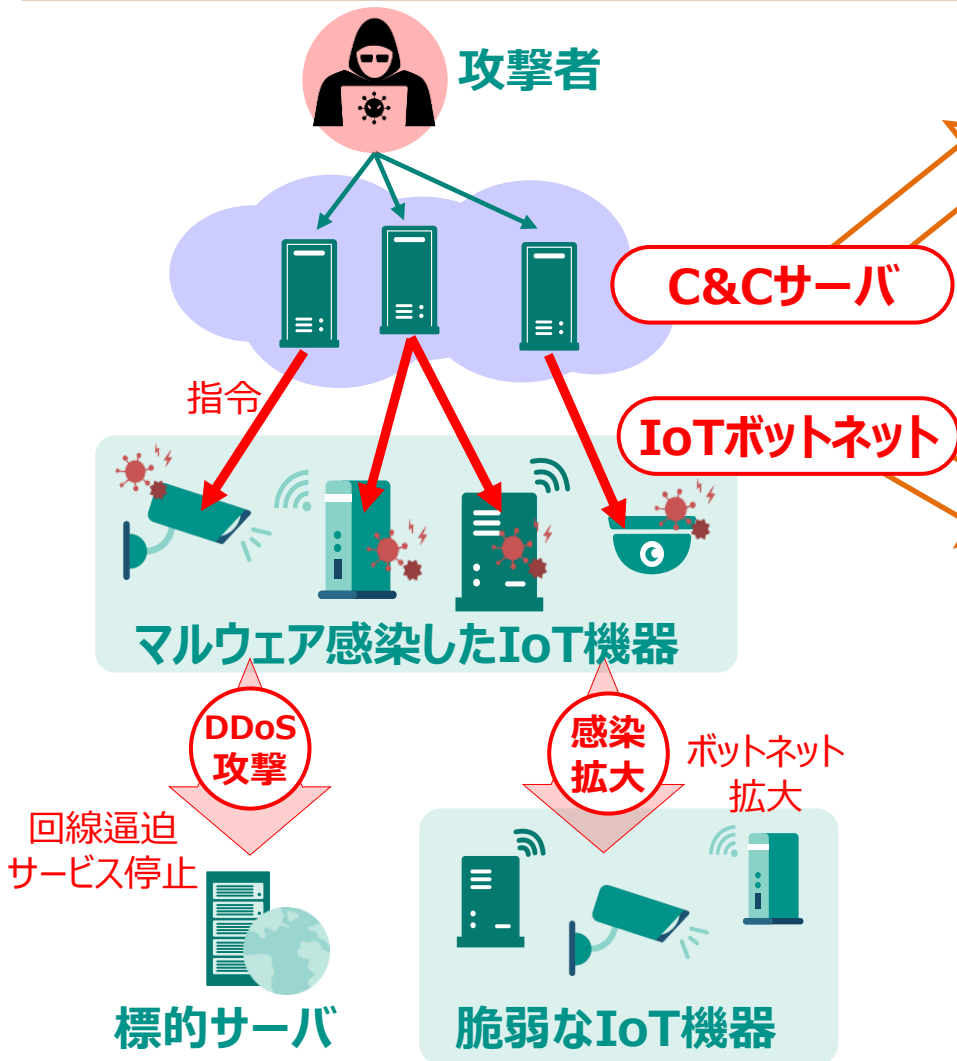 攻撃者
C&Cサーバ
指令
IoTボットネット
マルウェア感染したIoT機器
DDoS
攻撃
感染
拡大
ボットネット
拡大
回線逼迫
サービス停止
標的サーバ
脆弱なIoT機器